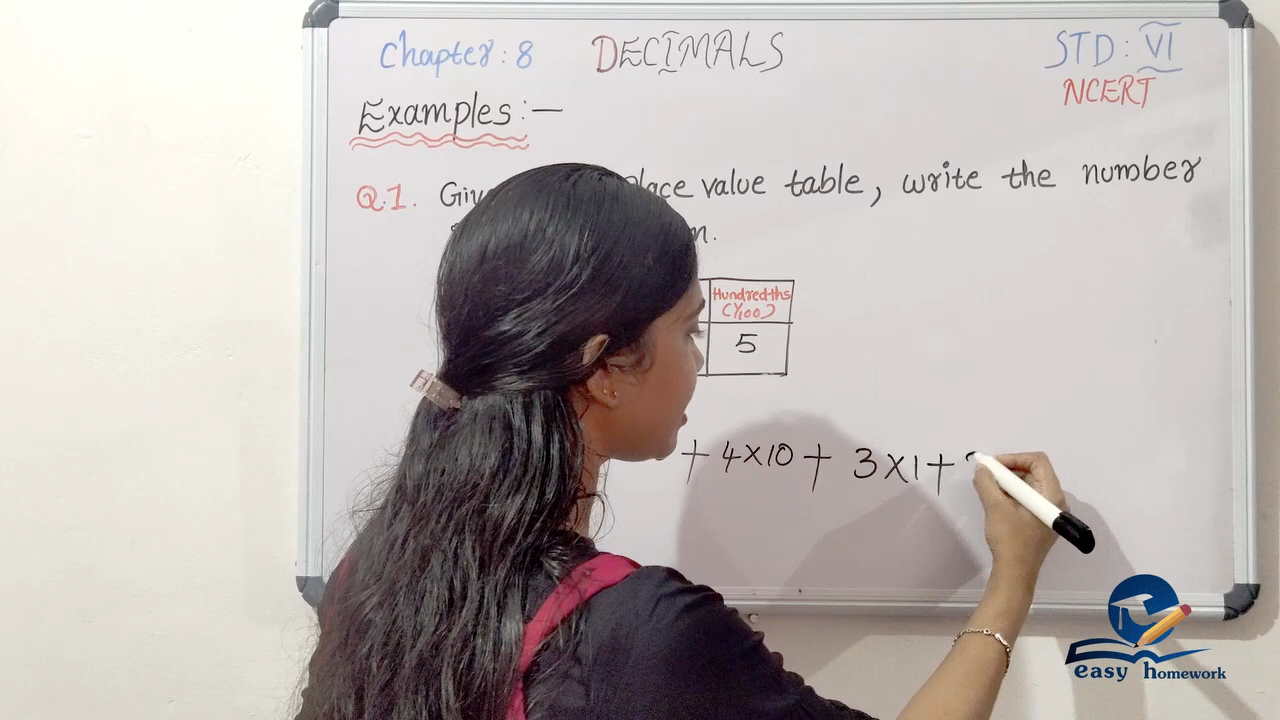 Chapter: 8 DECIMALS STD: VI
NCERT
Examples:—
Q.1. place value table, write the number
Hundredths
(1/100)
5
+ 4×10 + 3×1 +
easy homework